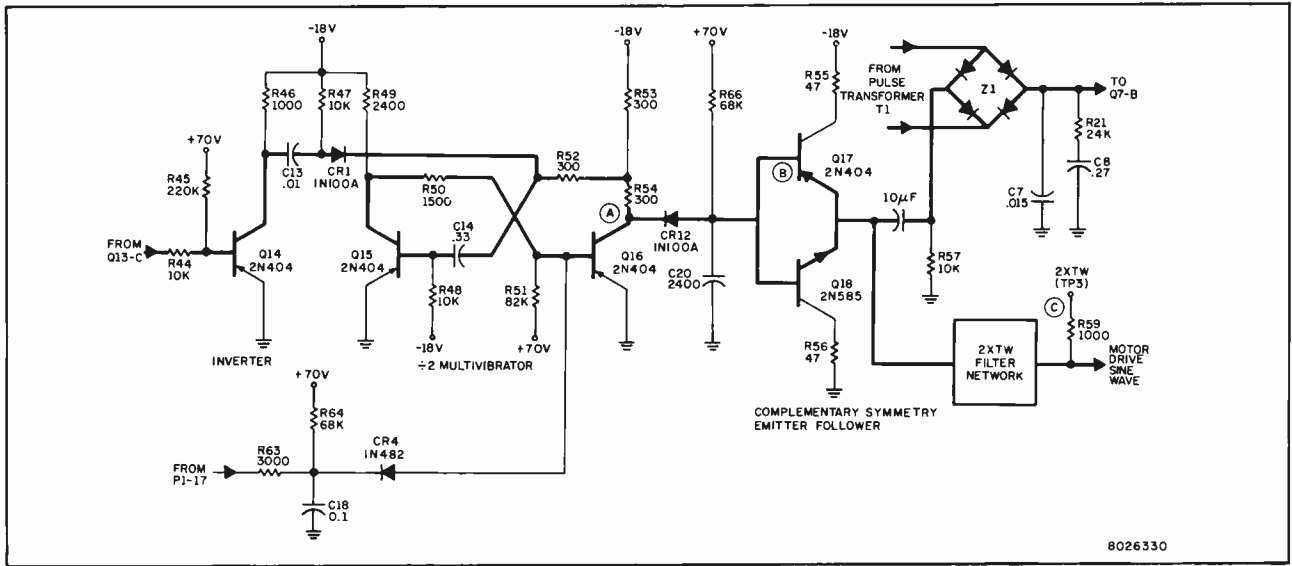 -18V
-18V
+70V
-18V
R46
1000
R47
10K
R49
2400
R53
300
R66
68K
R55
47
FROM
PULSE
TRANSFORMER
T1
Z1
TO
Q7-B
+70V
R45
220K
C13
.01
CR1
IN100A
R50
1500
R52
300
R54
300
A
B
Q17
2N404
R21
24K
C8
.27
C7
.015
10μF
FROM
Q13-C
R44
10K
Q14
2N404
Q15
2N404
C14
.33
R48
10K
R51
82K
Q16
2N404
CR12
IN100A
C20
2400
Q18
2N585
R57
10K
2XTW
(TP3)
C
R59
1000
R56
47
-18V
+70V
INVERTER
÷2 MULTIVIBRATOR
2XTW
FILTER
NETWORK
MOTOR
DRIVE
SINE
WAVE
COMPLEMENTARY SYMMETRY
EMITTER FOLLOWER
+70V
R64
68K
FROM
P1-17
R63
3000
CR4
1N482
C18
0.1
8026330